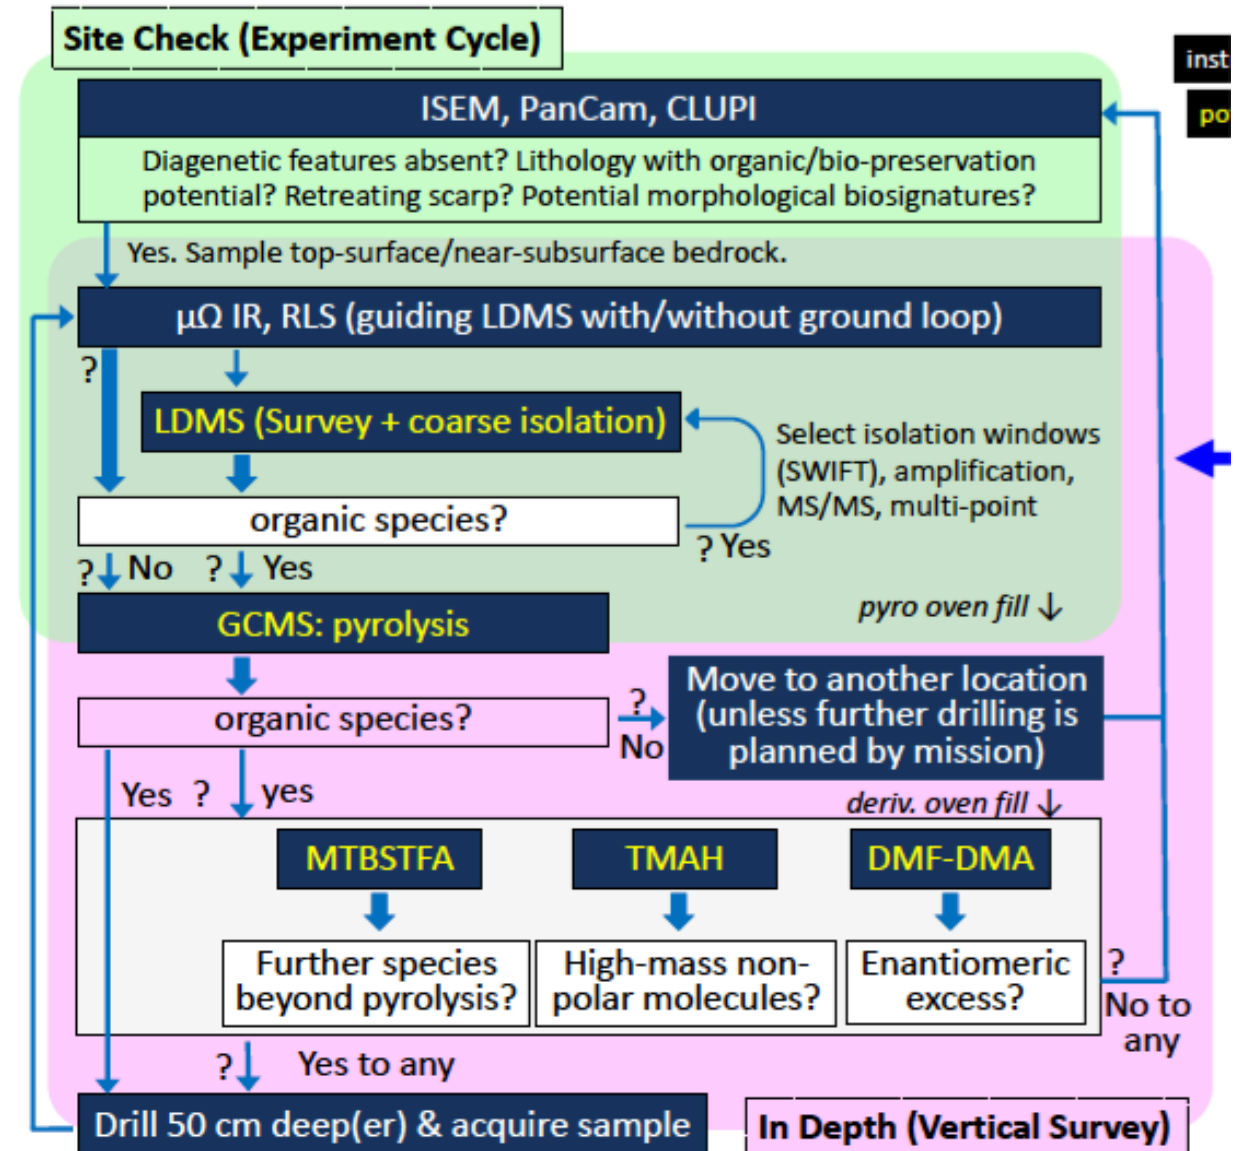 Site Check (Experiment Cycle)
inst
po
ISEM, PanCam, CLUPI
Diagenetic features absent? Lithology with organic/bio-preservation
potential? Retreating scarp? Potential morphological biosignatures?
Yes. Sample top-surface/near-subsurface bedrock.
µΩ IR, RLS (guiding LDMS with/without ground loop)
?
LDMS (Survey + coarse isolation)
Select isolation windows
(SWIFT), amplification,
MS/MS, multi-point
organic species?
? Yes
? No ? Yes
GCMS: pyrolysis
pyro oven fill ↓
organic species?
?
No
Move to another location
(unless further drilling is
planned by mission)
Yes ? yes
deriv. oven fill ↓
MTBSTFA
TMAH
DMF-DMA
Further species
beyond pyrolysis?
High-mass non-
polar molecules?
Enantiomeric
excess?
?
No to
any
? Yes to any
Drill 50 cm deep(er) & acquire sample
In Depth (Vertical Survey)